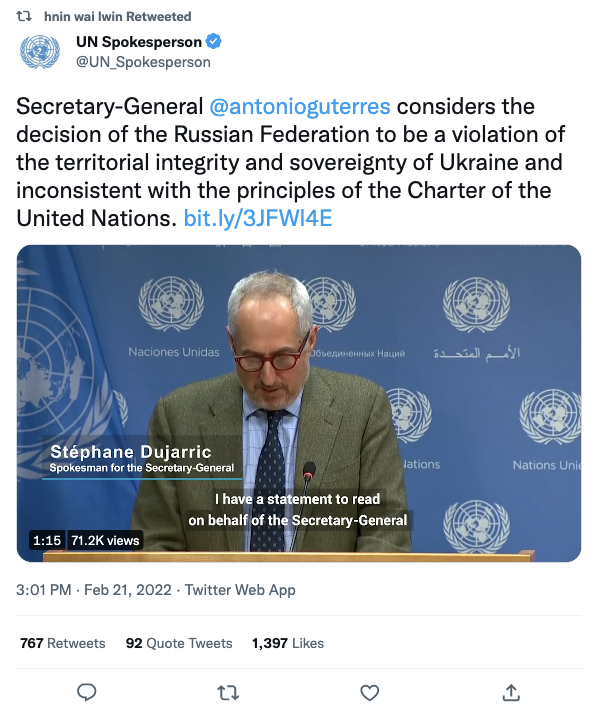 hnin wai lwin Retweeted
UN Spokesperson
@UN_Spokesperson
Secretary-General @antonioguterres considers the
decision of the Russian Federation to be a violation of
the territorial integrity and sovereignty of Ukraine and
inconsistent with the principles of the Charter of the
United Nations. bit.ly/3JFWl4E
Naciones Unidas
Объединенных Наций
الأمم المتحدة
Stéphane Dujarric
Spokesman for the Secretary-General
Nations
Nations Unie
I have a statement to read
on behalf of the Secretary-General
1:15 71.2K views
3:01 PM · Feb 21, 2022 · Twitter Web App
767 Retweets 92 Quote Tweets 1,397 Likes